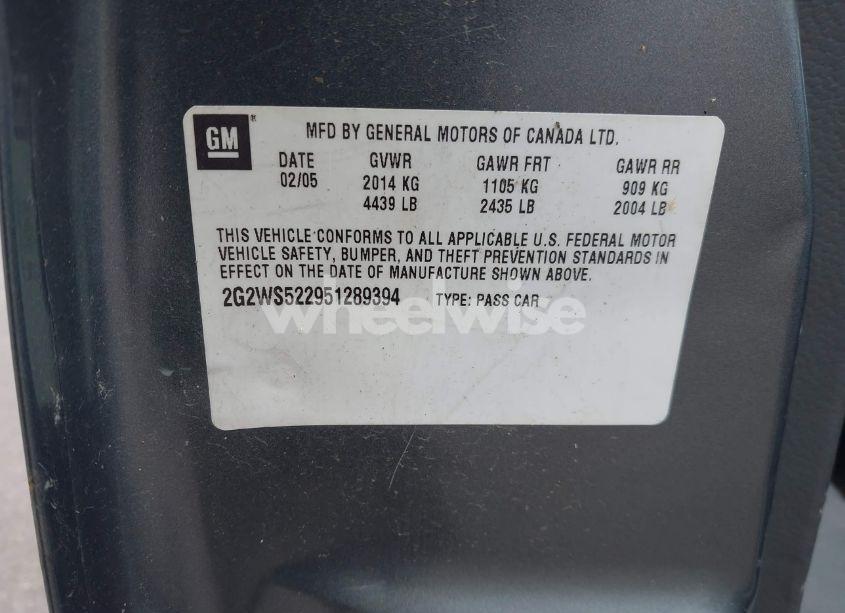 GM
MFD BY GENERAL MOTORS OF CANADA LTD.
DATE GVWR GAWR FRT GAWR RR
02/05 2014 KG 1105 KG 909 KG
4439 LB 2435 LB 2004 LB
THIS VEHICLE CONFORMS TO ALL APPLICABLE U.S. FEDERAL MOTOR
VEHICLE SAFETY, BUMPER, AND THEFT PREVENTION STANDARDS IN
EFFECT ON THE DATE OF MANUFACTURE SHOWN ABOVE.
2G2WS522951289394 TYPE: PASS CAR
wheelwise